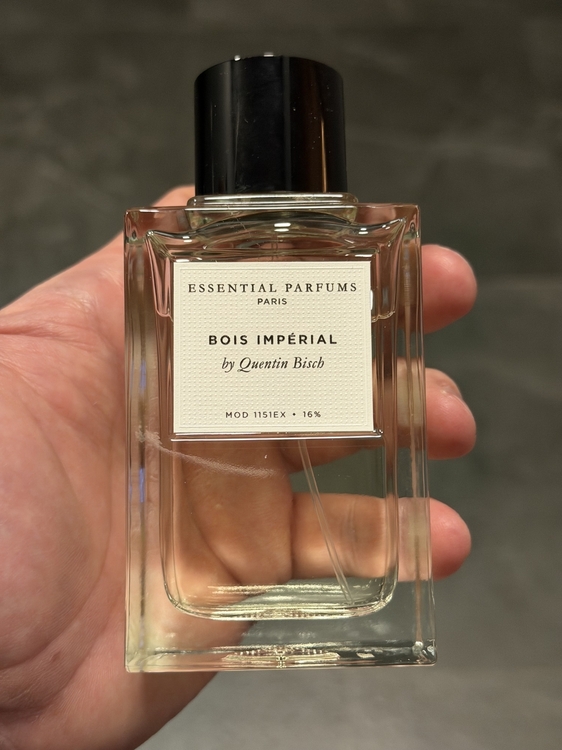 ESSENTIAL PARFUMS
PARIS
BOIS IMPÉRIAL
by Quentin Bisch
MOD 1151EX • 16%